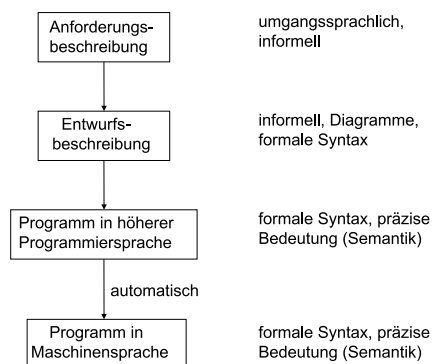 Anforderungs-
beschreibung
umgangssprachlich,
informell
Entwurfs-
beschreibung
informell, Diagramme,
formale Syntax
Programm in höherer
Programmiersprache
formale Syntax, präzise
Bedeutung (Semantik)
automatisch
Programm in
Maschinensprache
formale Syntax, präzise
Bedeutung (Semantik)